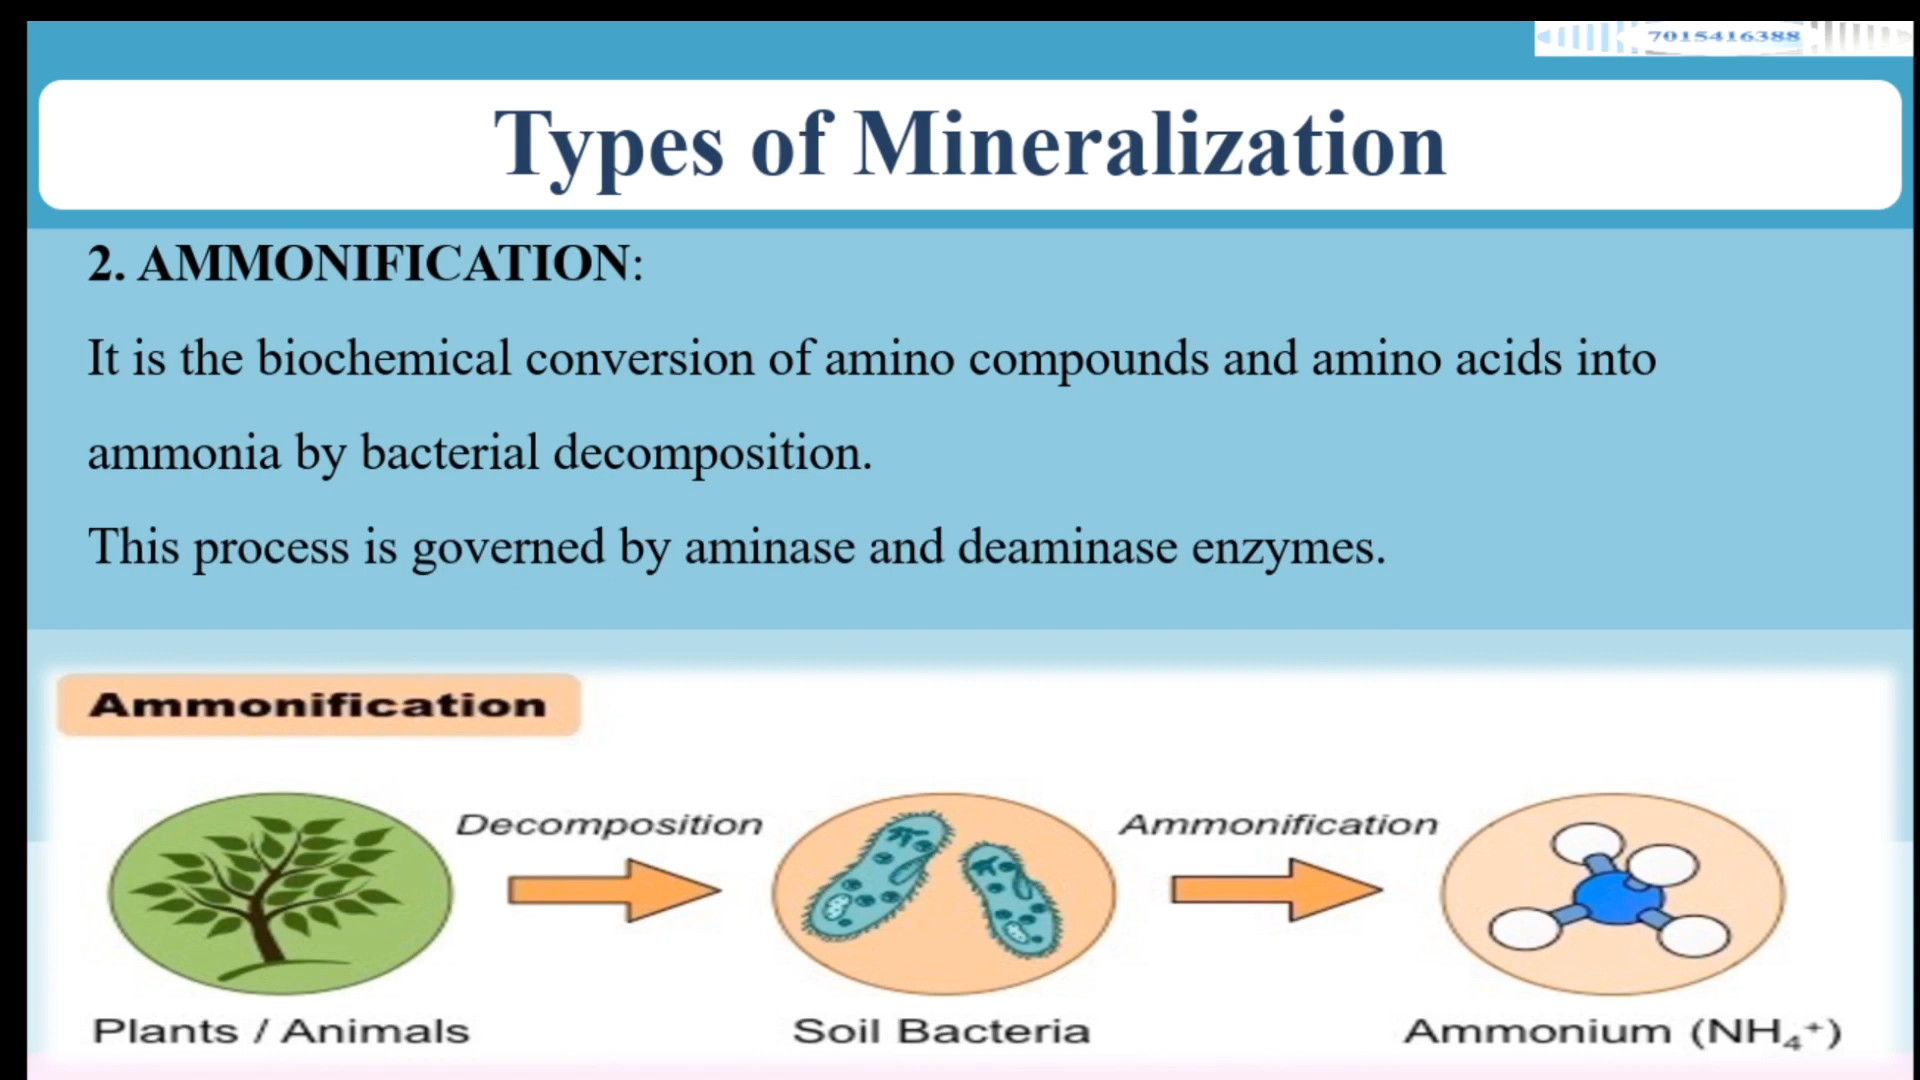 7015416388
Types of Mineralization
2. AMMONIFICATION:
It is the biochemical conversion of amino compounds and amino acids into
ammonia by bacterial decomposition.
This process is governed by aminase and deaminase enzymes.
Ammonification
Decomposition
Ammonification
Plants / Animals
Soil Bacteria
Ammonium (NH₄⁺)